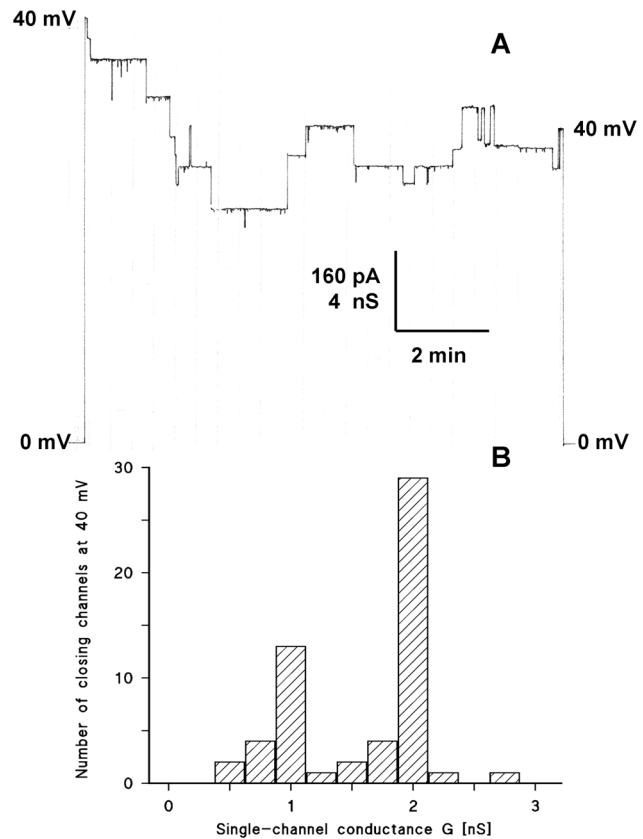 40 mV
A
40 mV
160 pA
4 nS
2 min
0 mV
0 mV
B
30
20
10
0
Number of closing channels at 40 mV
0 1 2 3
Single-channel conductance G [nS]